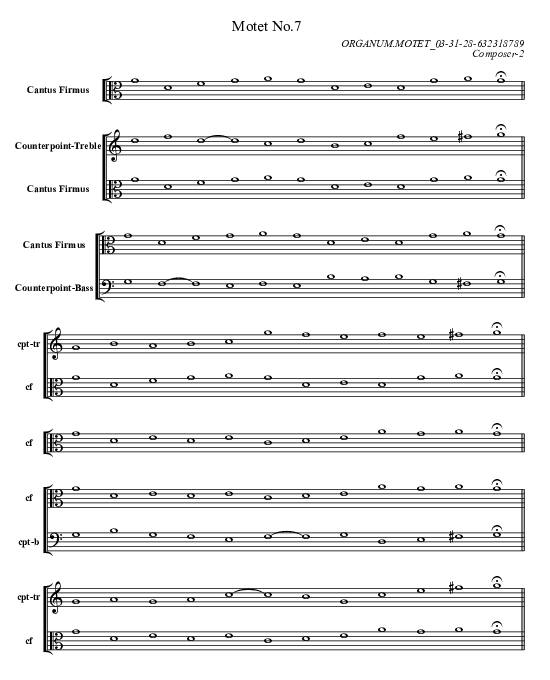 Motet No.7
ORGANUM.MOTET_03-31-28-632318789
Composer-2
Cantus Firmus
Counterpoint-Treble
Cantus Firmus
Cantus Firmus
Counterpoint-Bass
cpt-tr
cf
cf
cf
cpt-b
cpt-tr
cf